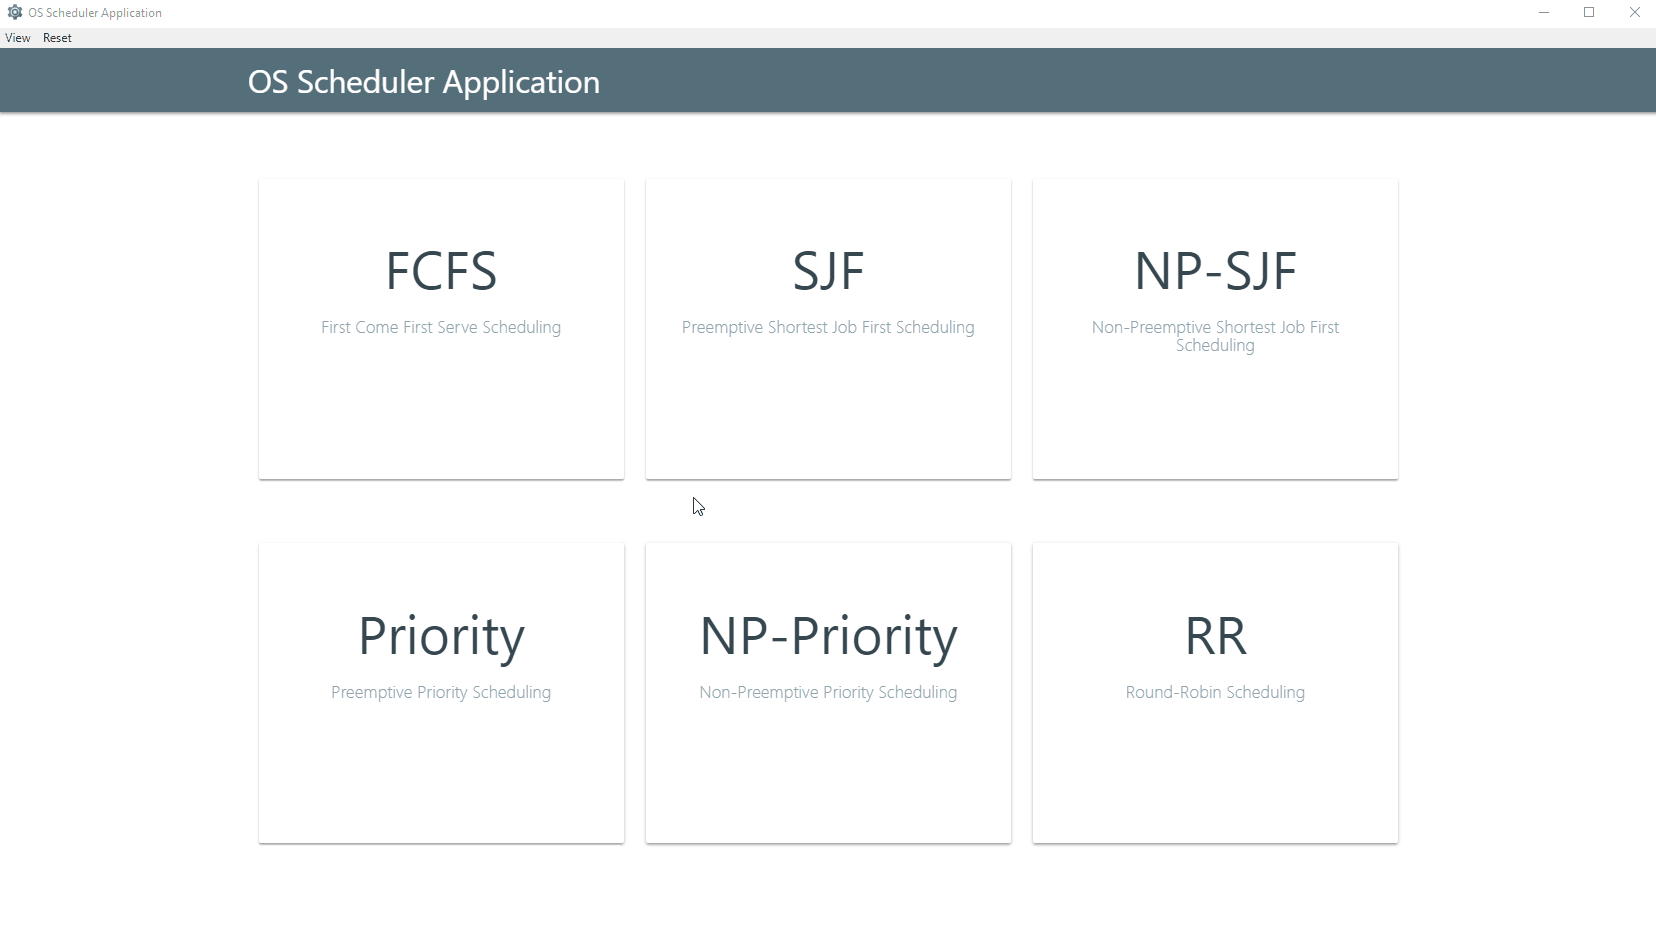 OS Scheduler Application
View Reset
OS Scheduler Application
FCFS
First Come First Serve Scheduling
SJF
Preemptive Shortest Job First Scheduling
NP-SJF
Non-Preemptive Shortest Job First
Scheduling
Priority
Preemptive Priority Scheduling
NP-Priority
Non-Preemptive Priority Scheduling
RR
Round-Robin Scheduling